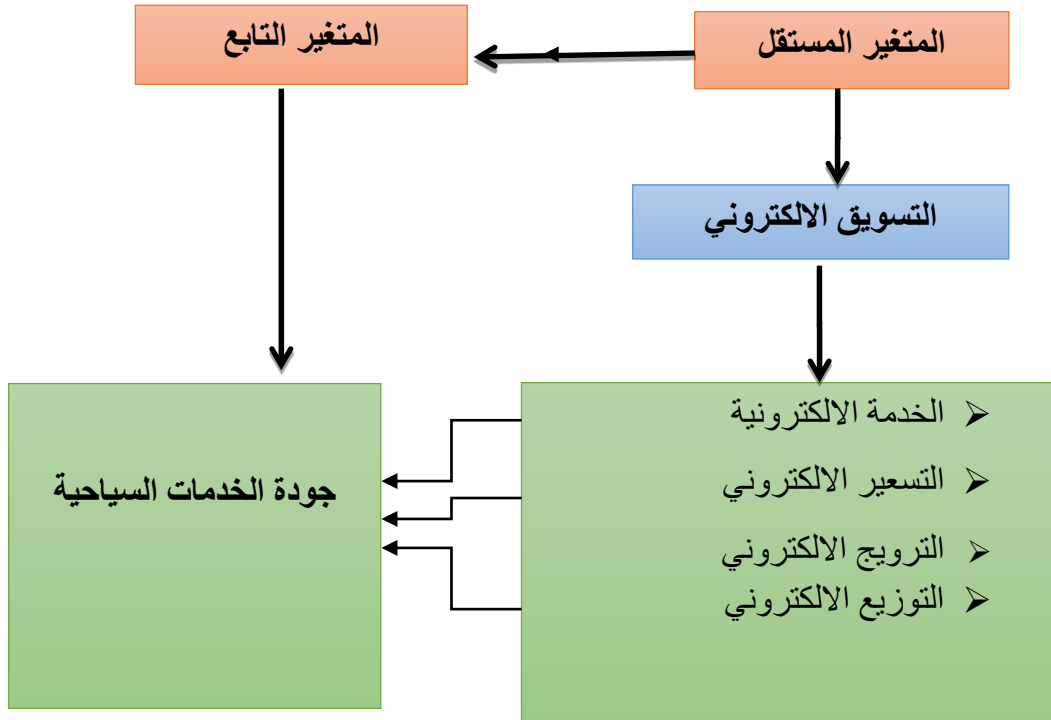 المتغير المستقل
المتغير التابع
التسويق الالكتروني
الخدمة الالكترونية
التسعير الالكتروني
الترويج الالكتروني
التوزيع الالكتروني
جودة الخدمات السياحية